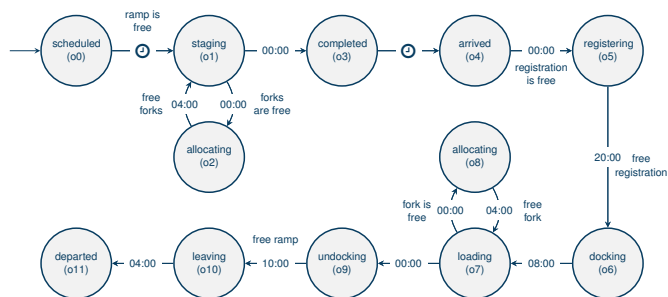 ramp is
free
scheduled
(o0)
staging
(o1)
00:00
completed
(o3)
arrived
(o4)
00:00
registration
is free
registering
(o5)
free
forks
04:00
00:00
forks
are free
allocating
(o2)
allocating
(o8)
20:00
free
registration
fork is
free
00:00
04:00
free
fork
departed
(o11)
04:00
leaving
(o10)
free ramp
10:00
undocking
(o9)
00:00
loading
(o7)
08:00
docking
(o6)